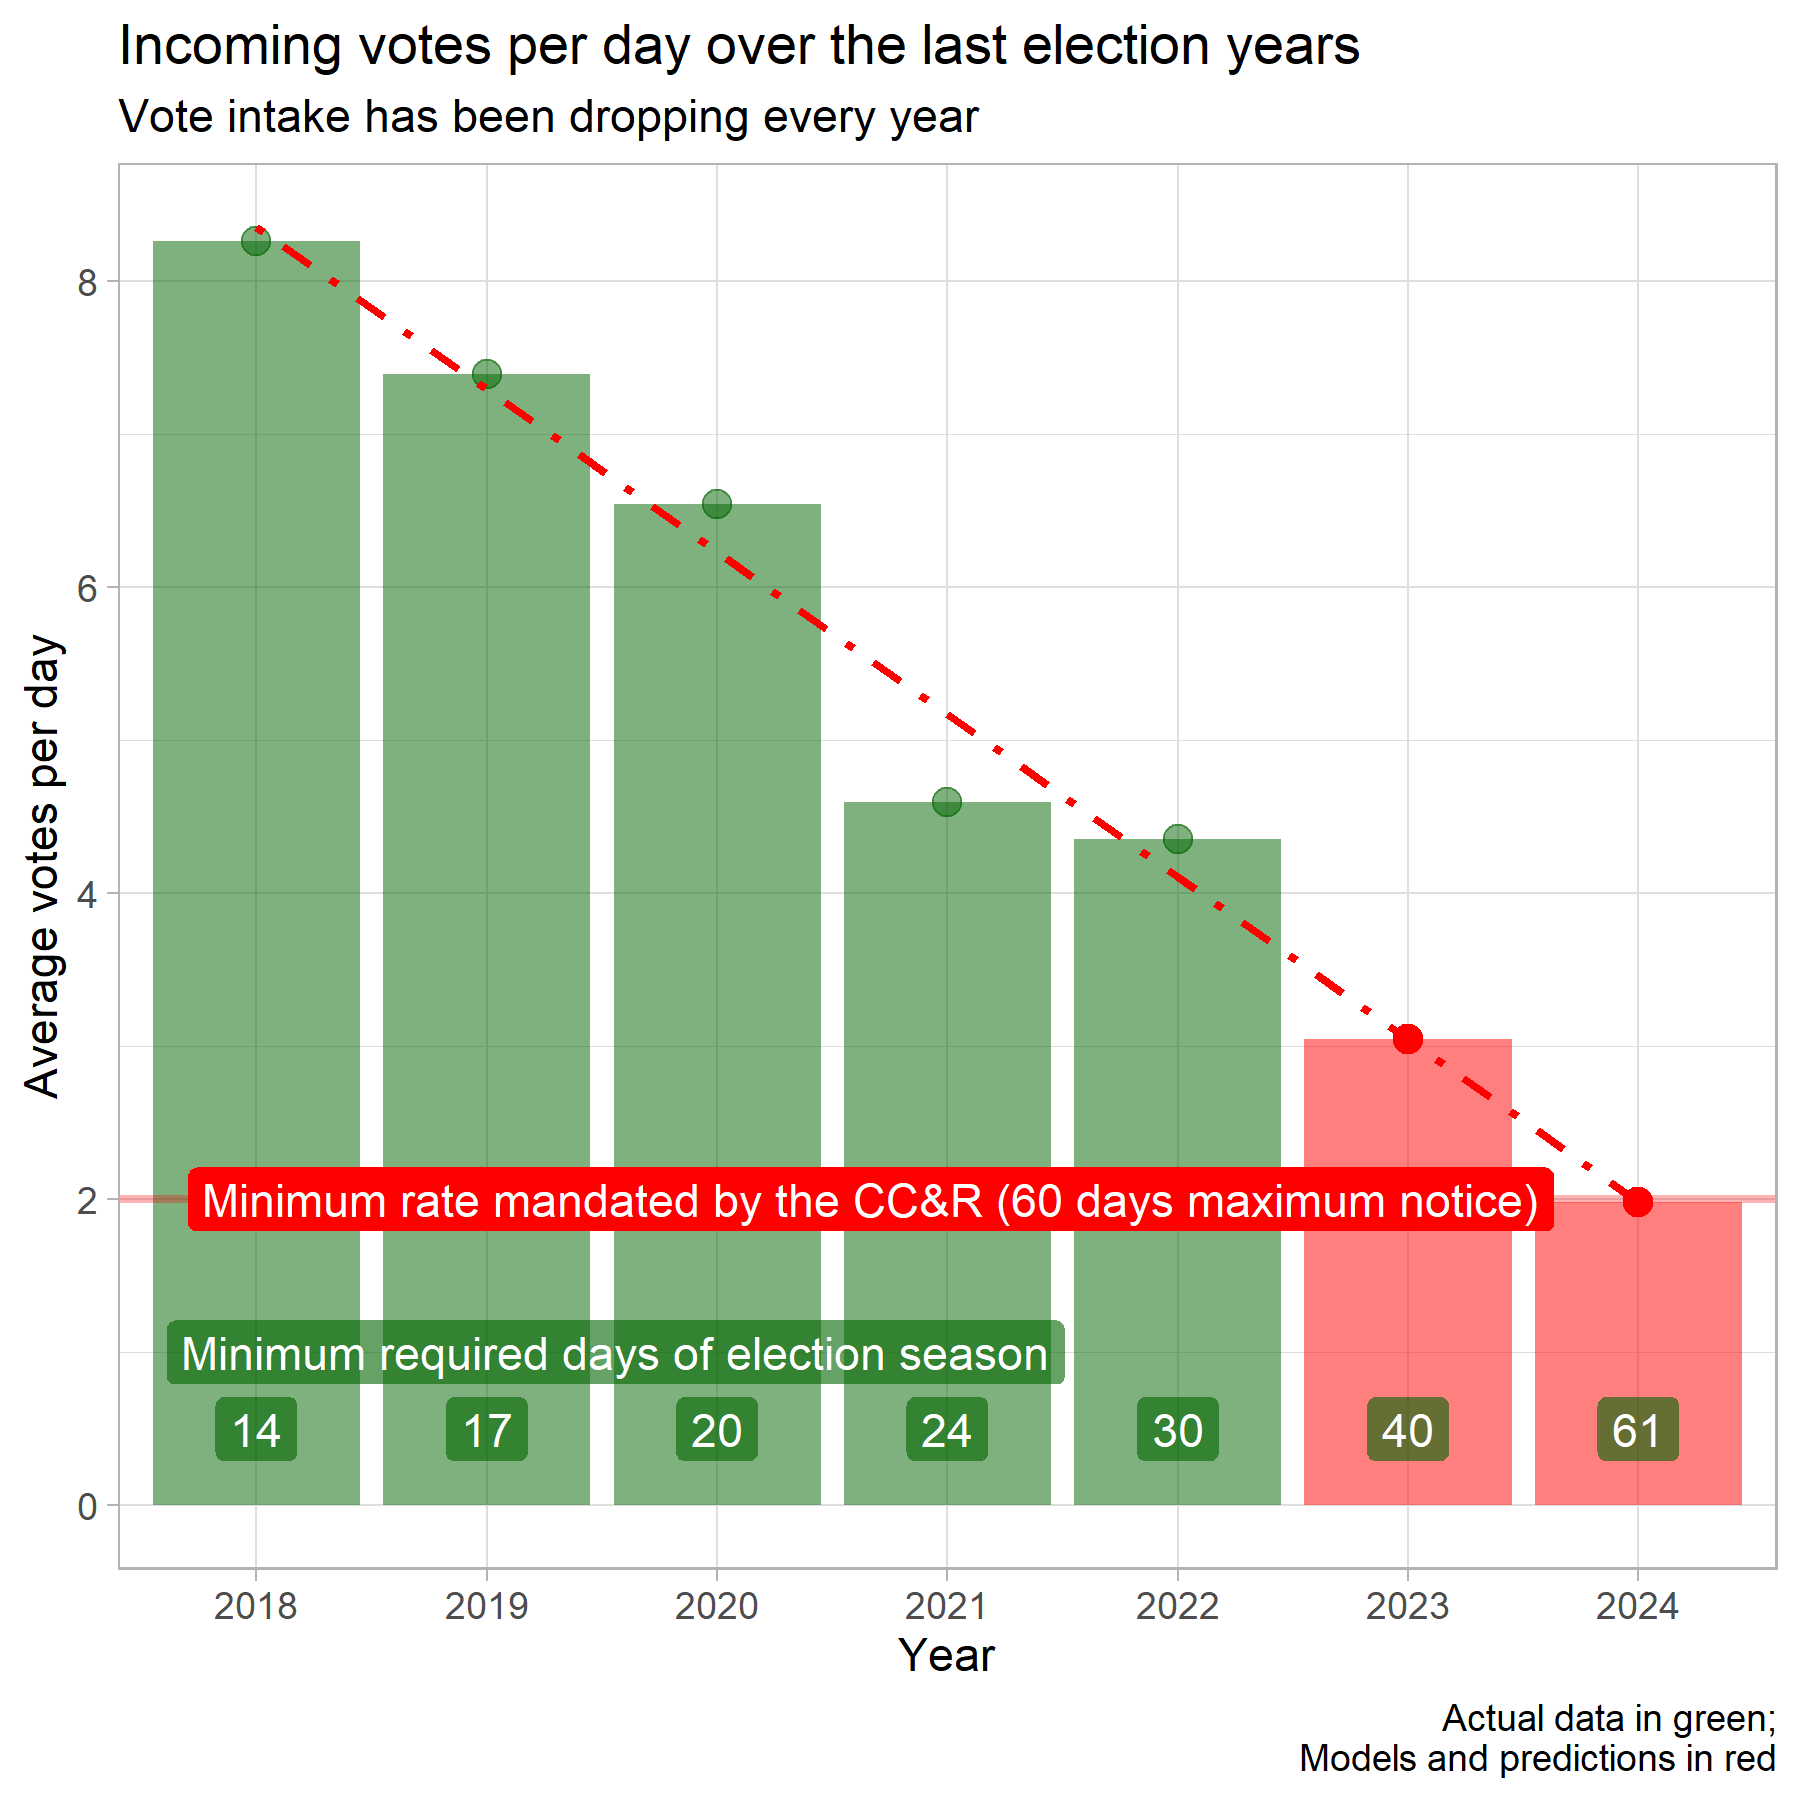 Incoming votes per day over the last election years
Vote intake has been dropping every year
Average votes per day
8
6
4
2
0
Minimum rate mandated by the CC&R (60 days maximum notice)
Minimum required days of election season
14 17 20 24 30 40 61
2018 2019 2020 2021 2022 2023 2024
Year
Actual data in green;
Models and predictions in red